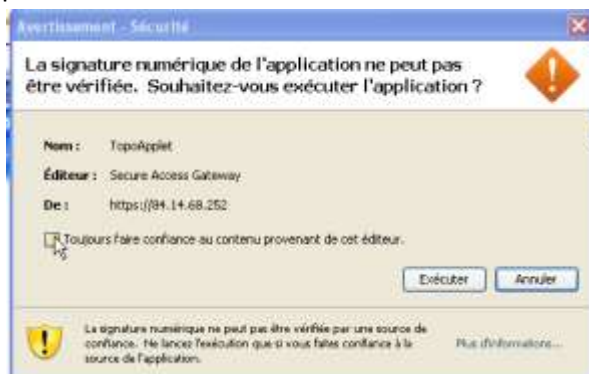 Avertissement - Sécurité
La signature numérique de l'application ne peut pas
être vérifiée. Souhaitez-vous exécuter l'application ?
Nom : TopoApplet
Éditeur : Secure Access Gateway
De : https://84.14.68.252
Toujours faire confiance au contenu provenant de cet éditeur.
Exécuter Annuler
La signature numérique ne peut pas être vérifiée par une source de
confiance. Ne lancez l'exécution que si vous faites confiance à la
source de l'application.
Plus d'informations...